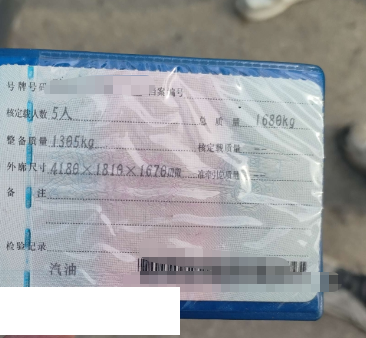 号牌号码 档案编号
核定载人数 5人 总质量 1680kg
整备质量 1305kg 核定载质量 --
外廓尺寸 4180×1810×1670mm 准牵引总质量 --
备注
检验记录
汽油